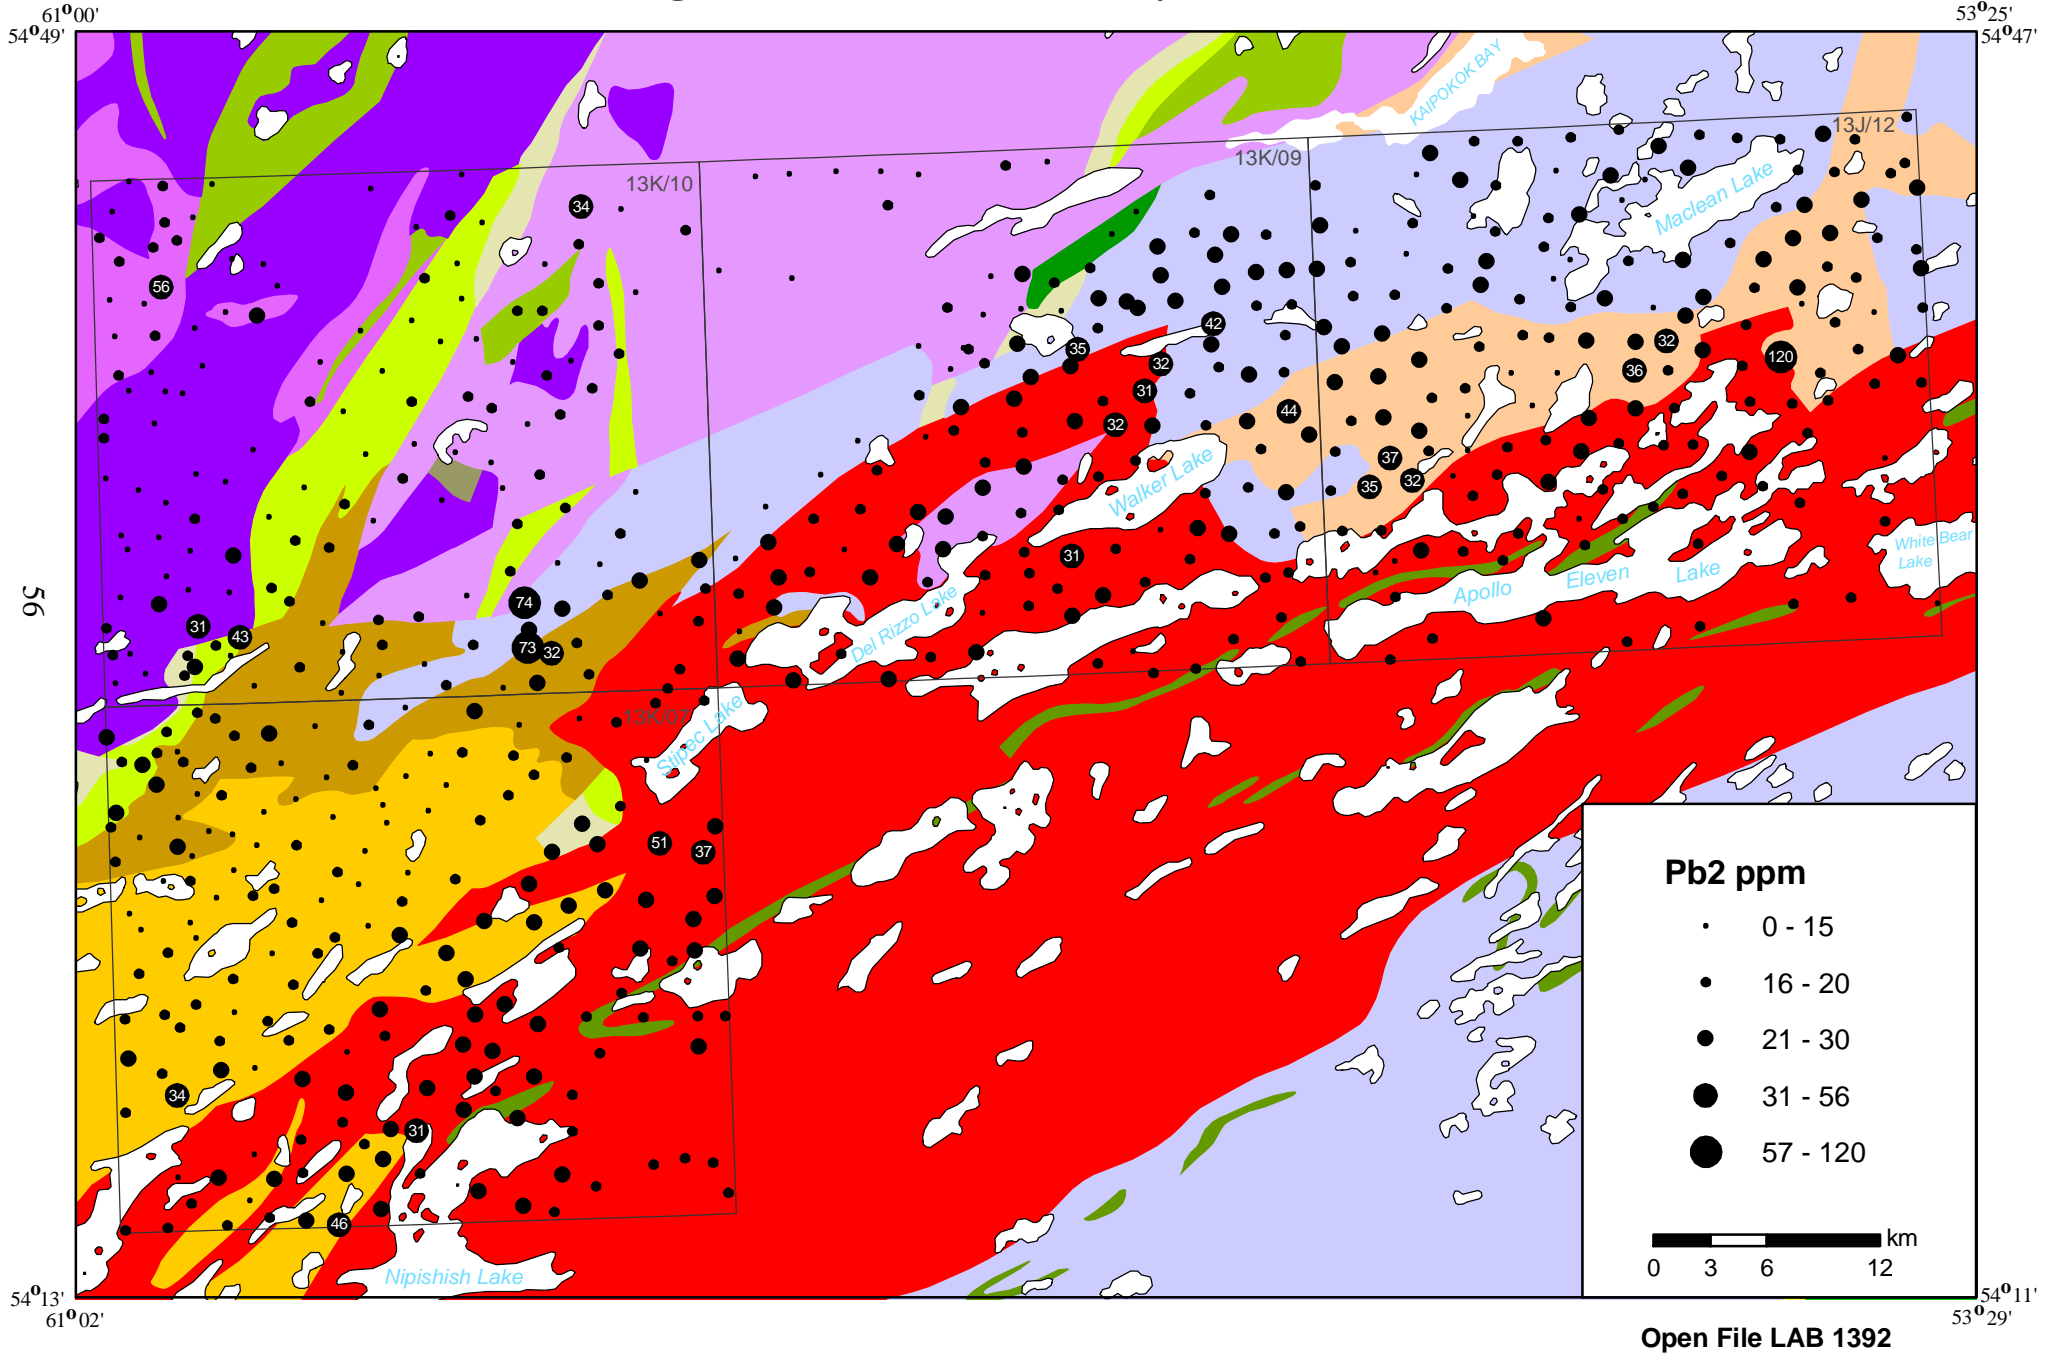 61°00'
53°25'
54°49'
54°47'
KAIPOKOK BAY
13J/12
13K/09
13K/10
34
Maclean Lake
56
42
32
35
32
120
36
31
44
32
Walker Lake
37
32
35
White Bear
Lake
31
Apollo Eleven Lake
56
74
Del Rizzo Lake
31
43
73
32
13K/07
Stipec Lake
51
37
34
31
46
Nipishish Lake
Pb2 ppm
0 - 15
16 - 20
21 - 30
31 - 56
57 - 120
km
0 3 6 12
54°13'
54°11'
61°02'
53°29'
Open File LAB 1392